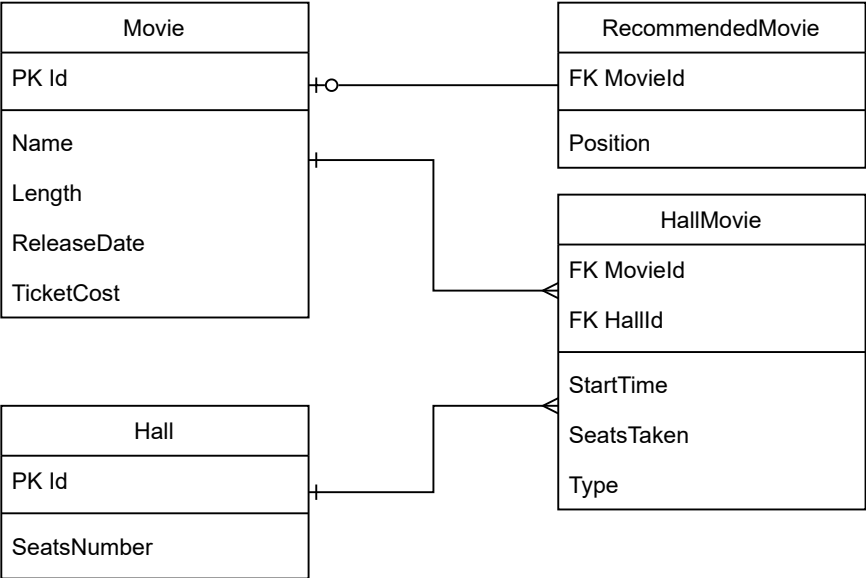 Movie
PK Id
Name
Length
ReleaseDate
TicketCost
RecommendedMovie
FK MovieId
Position
HallMovie
FK MovieId
FK HallId
StartTime
SeatsTaken
Type
Hall
PK Id
SeatsNumber